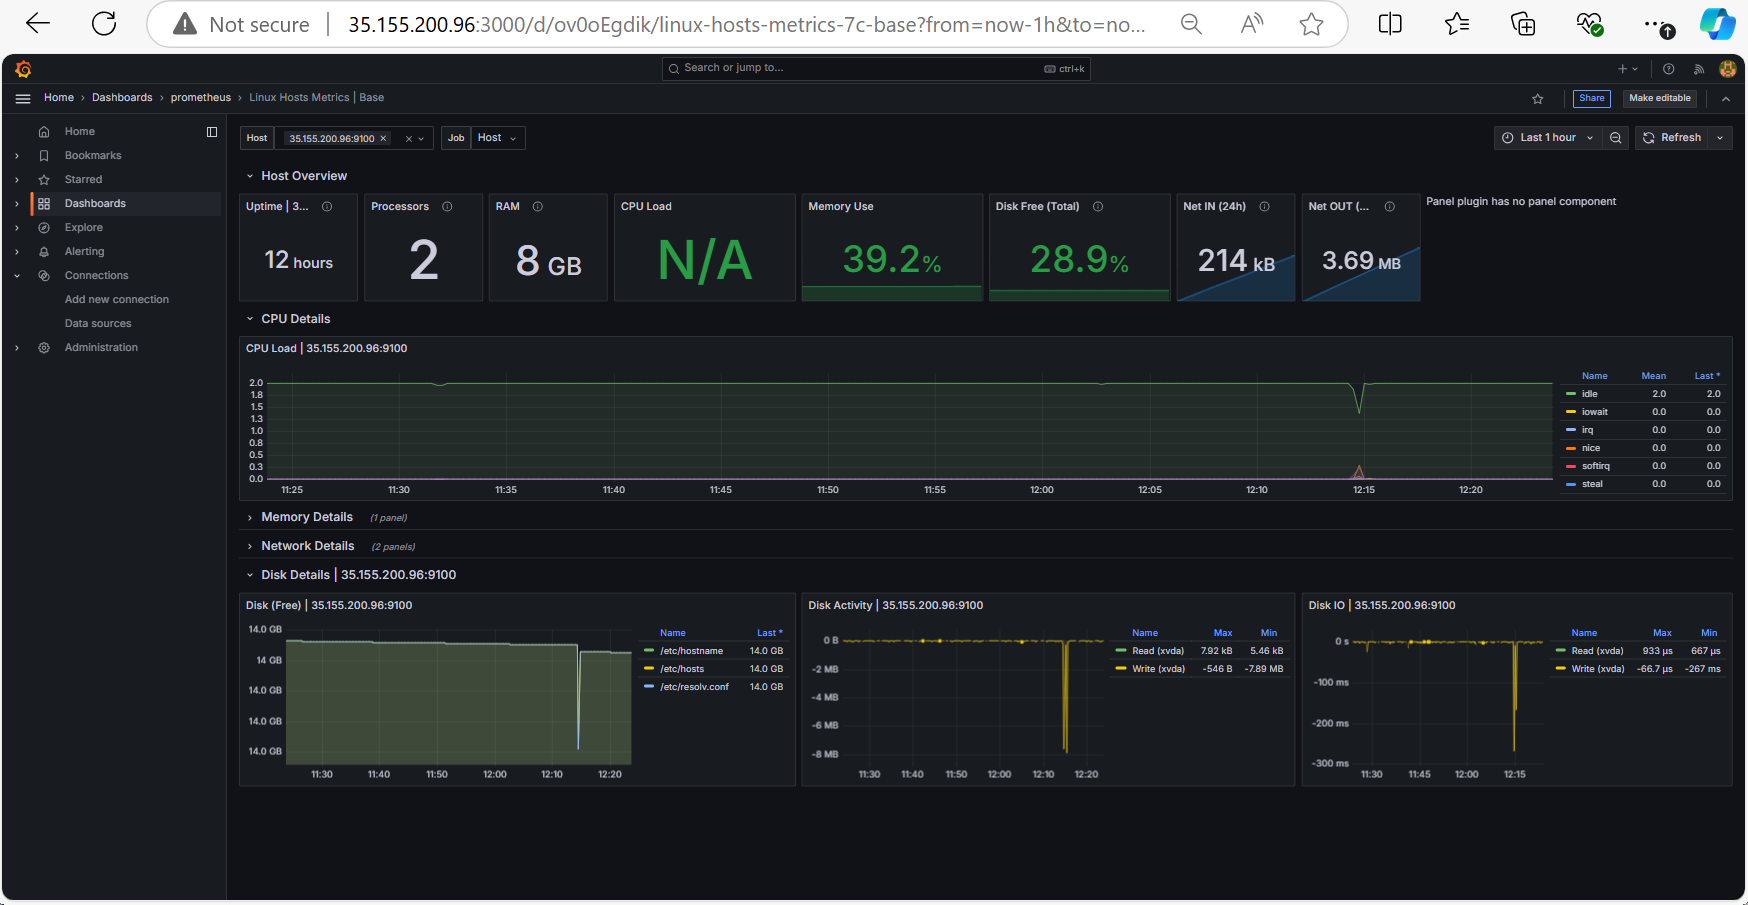 Not secure
35.155.200.96:3000/d/ov0oEgdik/linux-hosts-metrics-7c-base?from=now-1h&to=no...
Search or jump to...
ctrl+k
Home › Dashboards › prometheus › Linux Hosts Metrics | Base
Share
Make editable
Home
Bookmarks
Starred
Dashboards
Explore
Alerting
Connections
Add new connection
Data sources
Administration
Host
35.155.200.96:9100
Job
Host
Last 1 hour
Refresh
Host Overview
Uptime | 3...
12 hours
Processors
2
RAM
8 GB
CPU Load
N/A
Memory Use
39.2%
Disk Free (Total)
28.9%
Net IN (24h)
214 kB
Net OUT (...
3.69 MB
Panel plugin has no panel component
CPU Details
CPU Load | 35.155.200.96:9100
2.0
1.8
1.5
1.3
1.0
0.8
0.5
0.3
0.0
11:25 11:30 11:35 11:40 11:45 11:50 11:55 12:00 12:05 12:10 12:15 12:20
Name Mean Last *
idle 2.0 2.0
iowait 0.0 0.0
irq 0.0 0.0
nice 0.0 0.0
softirq 0.0 0.0
steal 0.0 0.0
Memory Details (1 panel)
Network Details (2 panels)
Disk Details | 35.155.200.96:9100
Disk (Free) | 35.155.200.96:9100
14.0 GB
14 GB
14.0 GB
14.0 GB
14.0 GB
11:30 11:40 11:50 12:00 12:10 12:20
Name Last *
/etc/hostname 14.0 GB
/etc/hosts 14.0 GB
/etc/resolv.conf 14.0 GB
Disk Activity | 35.155.200.96:9100
0 B
-2 MB
-4 MB
-6 MB
-8 MB
11:30 11:40 11:50 12:00 12:10 12:20
Name Max Min
Read (xvda) 7.92 kB 5.46 kB
Write (xvda) -546 B -7.89 MB
Disk IO | 35.155.200.96:9100
0 s
-100 ms
-200 ms
-300 ms
11:30 11:45 12:00 12:15
Name Max Min
Read (xvda) 933 µs 667 µs
Write (xvda) -66.7 µs -267 ms